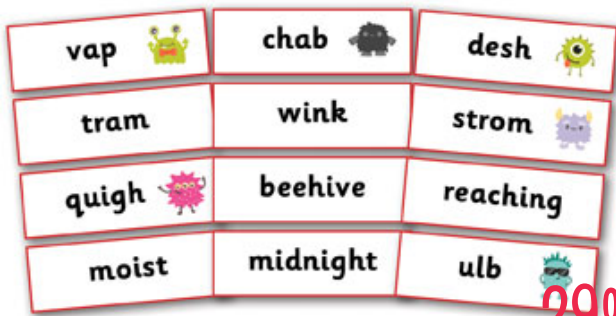 vap chab desh
tram wink strom
quigh beehive reaching
moist midnight ulb